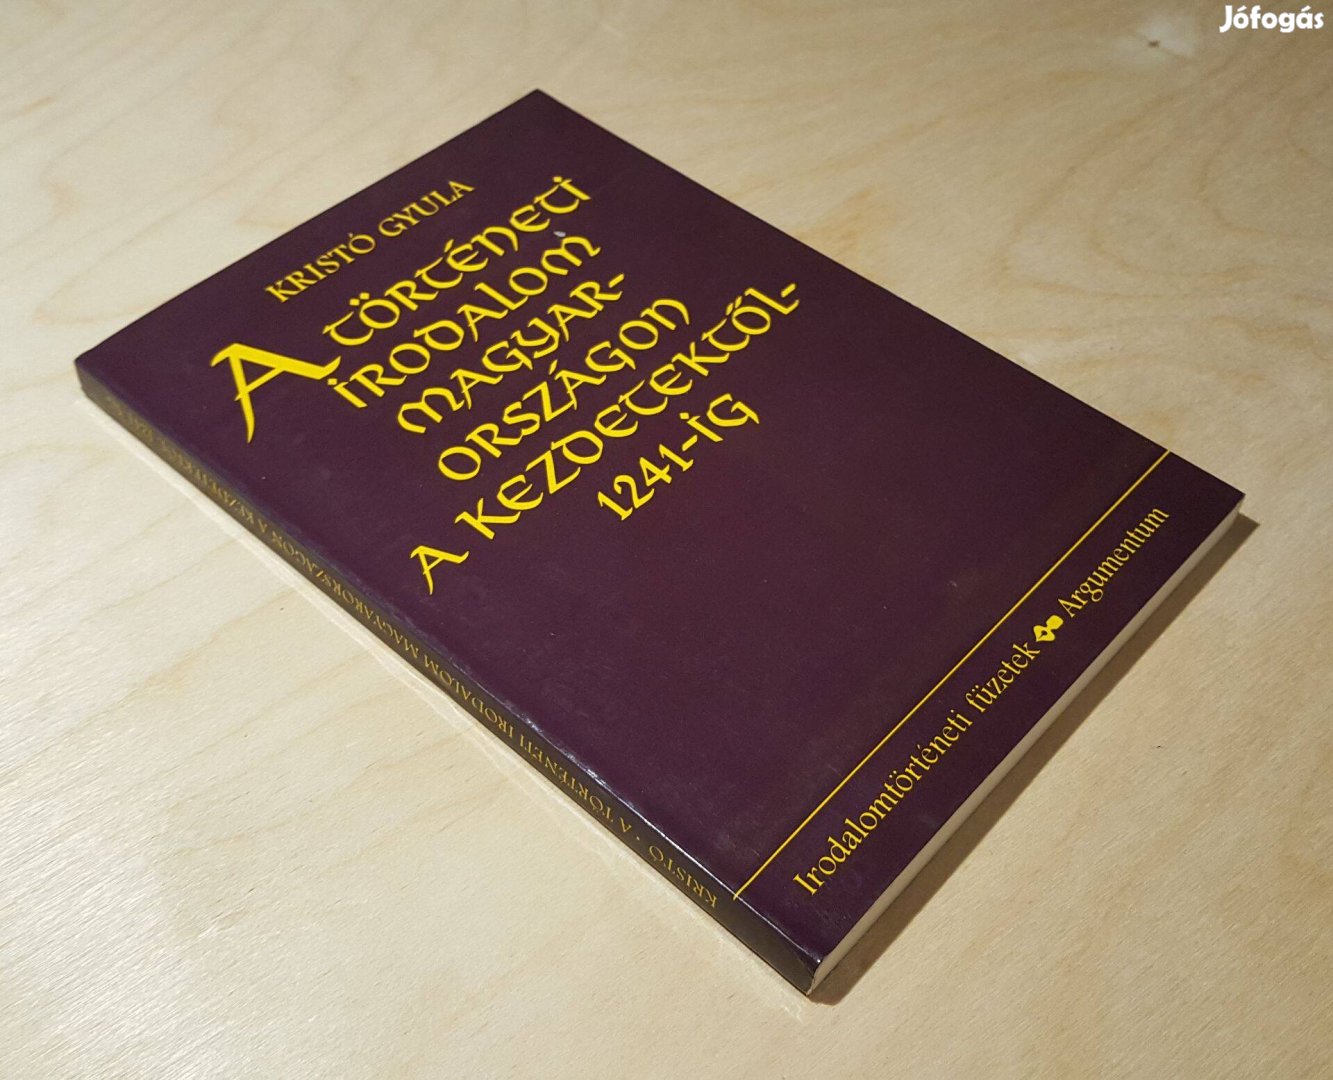 Jófogás
KRISTÓ GYULA
A TÖRTÉNETI
IRODALOM
MAGYAR-
ORSZÁGON
A KEZDETEKTŐL-
1241-IG
Irodalomtörténeti füzetek Argumentum
KRISTÓ · A TÖRTÉNETI IRODALOM MAGYARORSZÁGON A KEZDETEKTŐL 1241-IG